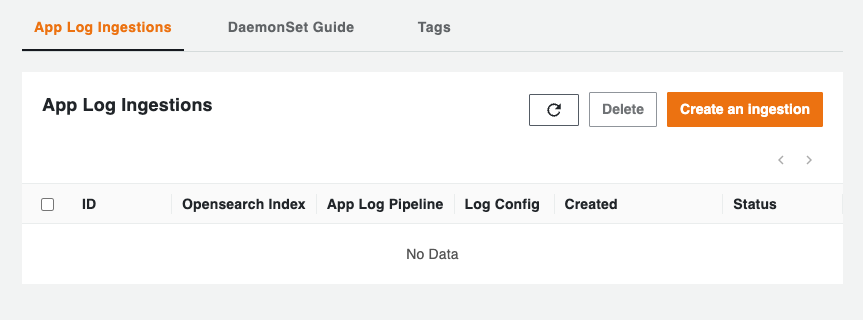 App Log Ingestions DaemonSet Guide Tags
App Log Ingestions
Delete Create an Ingestion
ID Opensearch Index App Log Pipeline Log Config Created Status
No Data